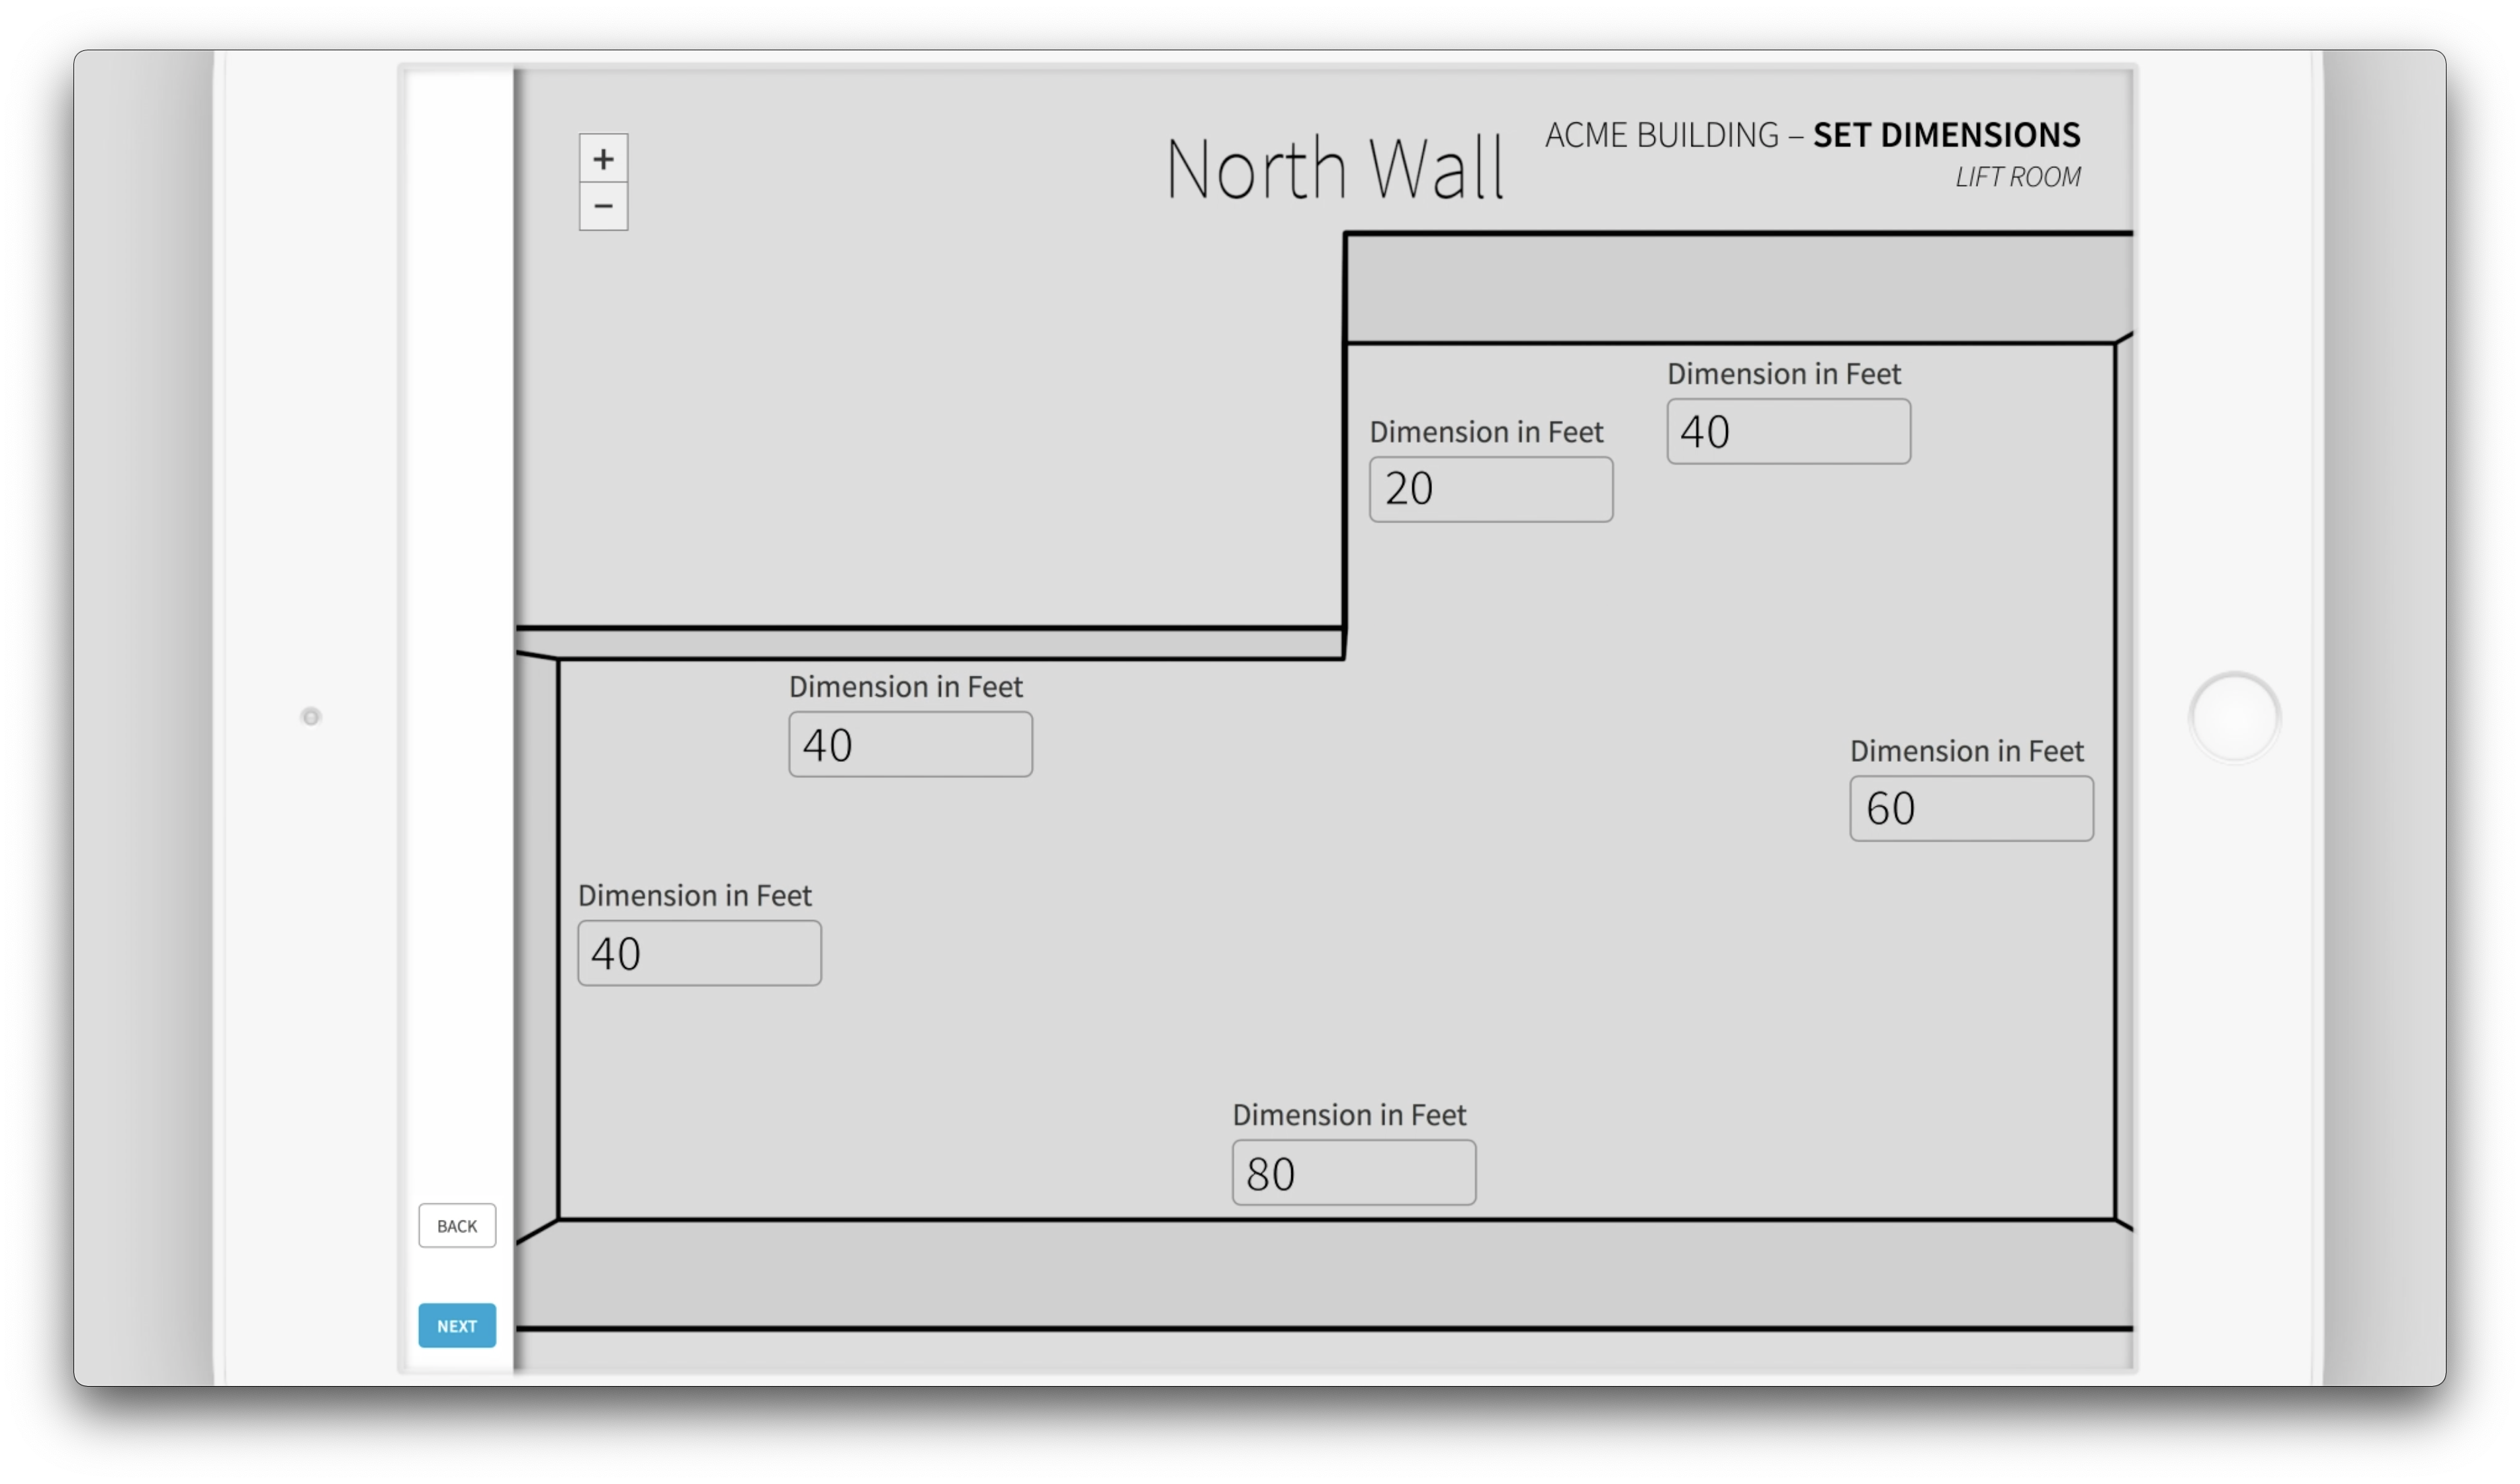 +
−
North Wall
ACME BUILDING – SET DIMENSIONS
LIFT ROOM
Dimension in Feet
40
Dimension in Feet
20
Dimension in Feet
40
Dimension in Feet
60
Dimension in Feet
40
Dimension in Feet
80
BACK
NEXT